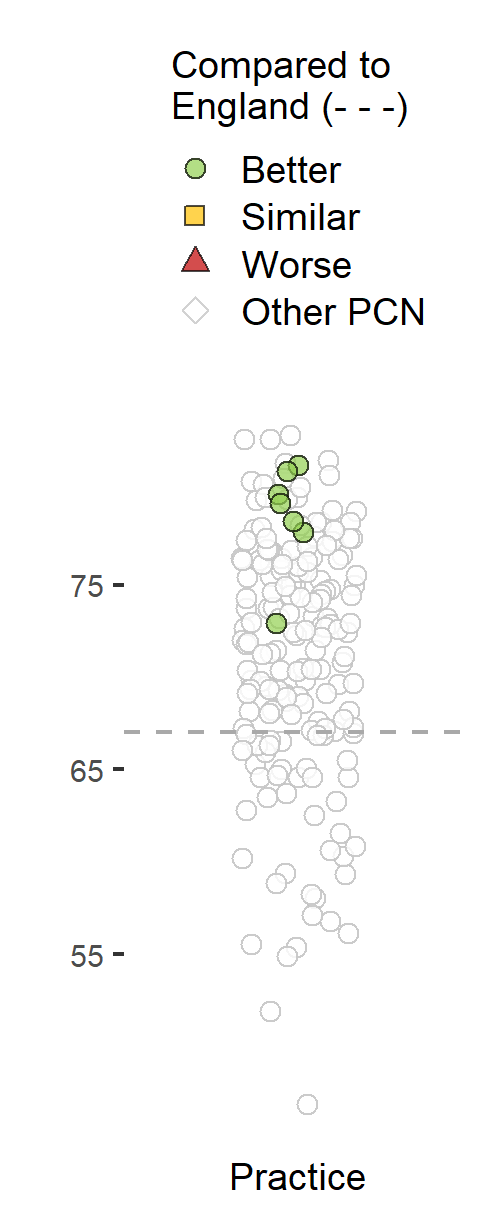 Compared to
England (- - -)
Better
Similar
Worse
Other PCN
75
65
55
Practice